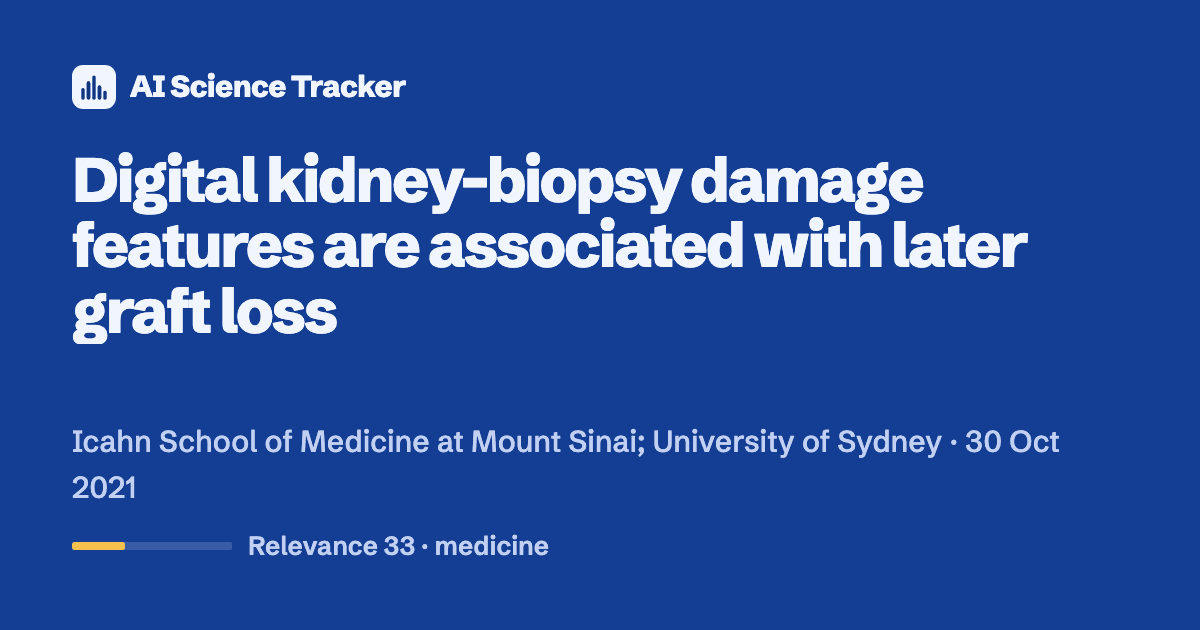 AI Science Tracker
Digital kidney-biopsy damage
features are associated with later
graft loss
Icahn School of Medicine at Mount Sinai; University of Sydney · 30 Oct
2021
Relevance 33 · medicine